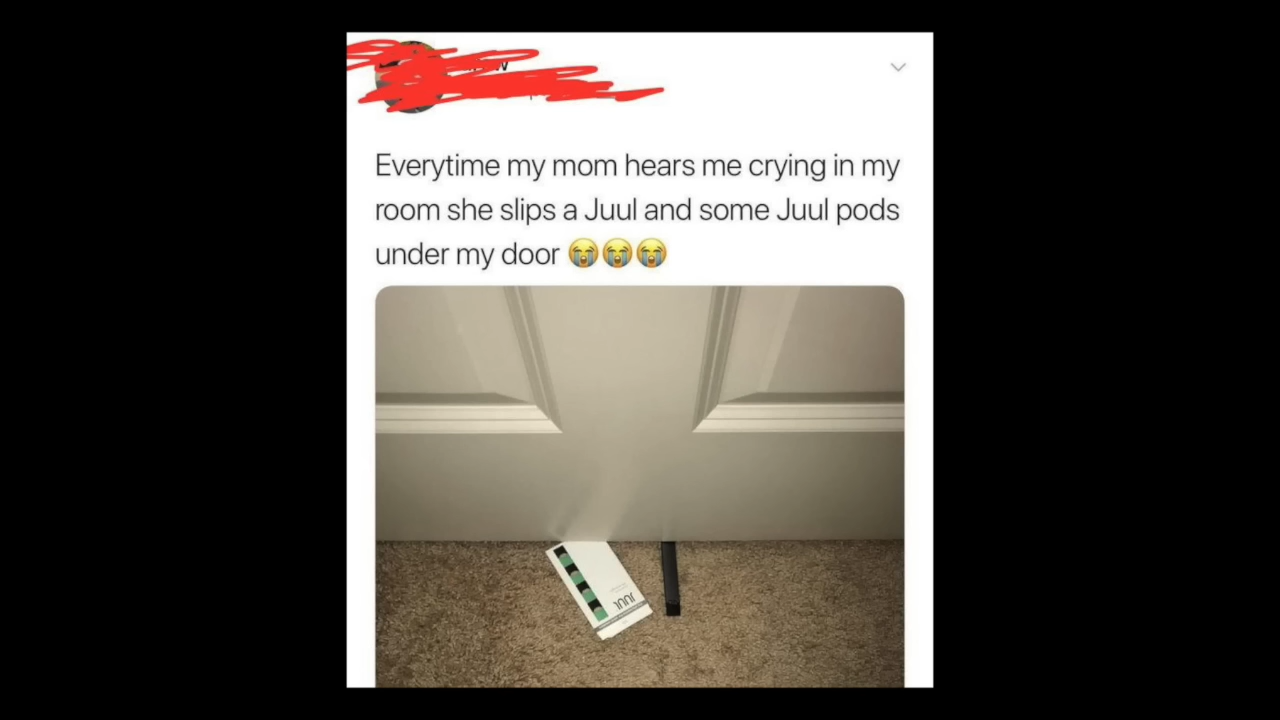 Everytime my mom hears me crying in my
room she slips a Juul and some Juul pods
under my door 😭😭😭
JUUL